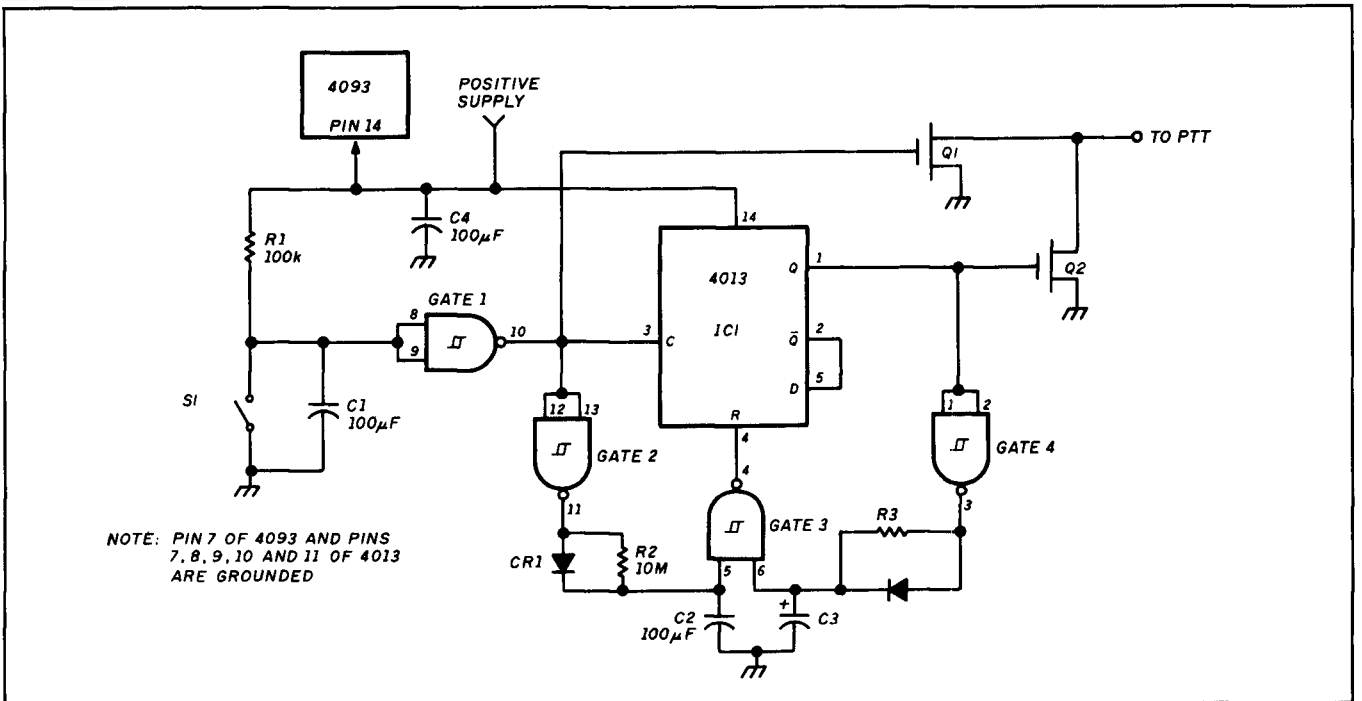 4093
PIN 14
POSITIVE
SUPPLY
Q1
TO PTT
C4
100µF
R1
100k
14
4013
IC1
Q
1
Q2
GATE 1
8
9
10
3
C
Q̅
2
D
5
S1
C1
100µF
12
13
GATE 2
R
4
1
2
GATE 4
11
4
GATE 3
3
R3
CR1
R2
10M
5
6
C2
100µF
+
C3
NOTE: PIN 7 OF 4093 AND PINS
7, 8, 9, 10 AND 11 OF 4013
ARE GROUNDED